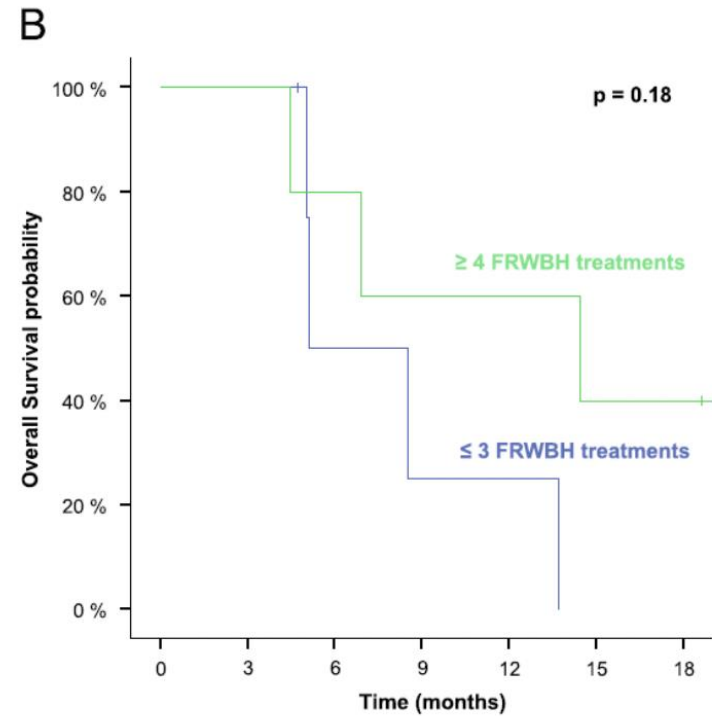 B
p = 0.18
100 %
80 %
60 %
40 %
20 %
0 %
Overall Survival probability
≥ 4 FRWBH treatments
≤ 3 FRWBH treatments
0 3 6 9 12 15 18
Time (months)